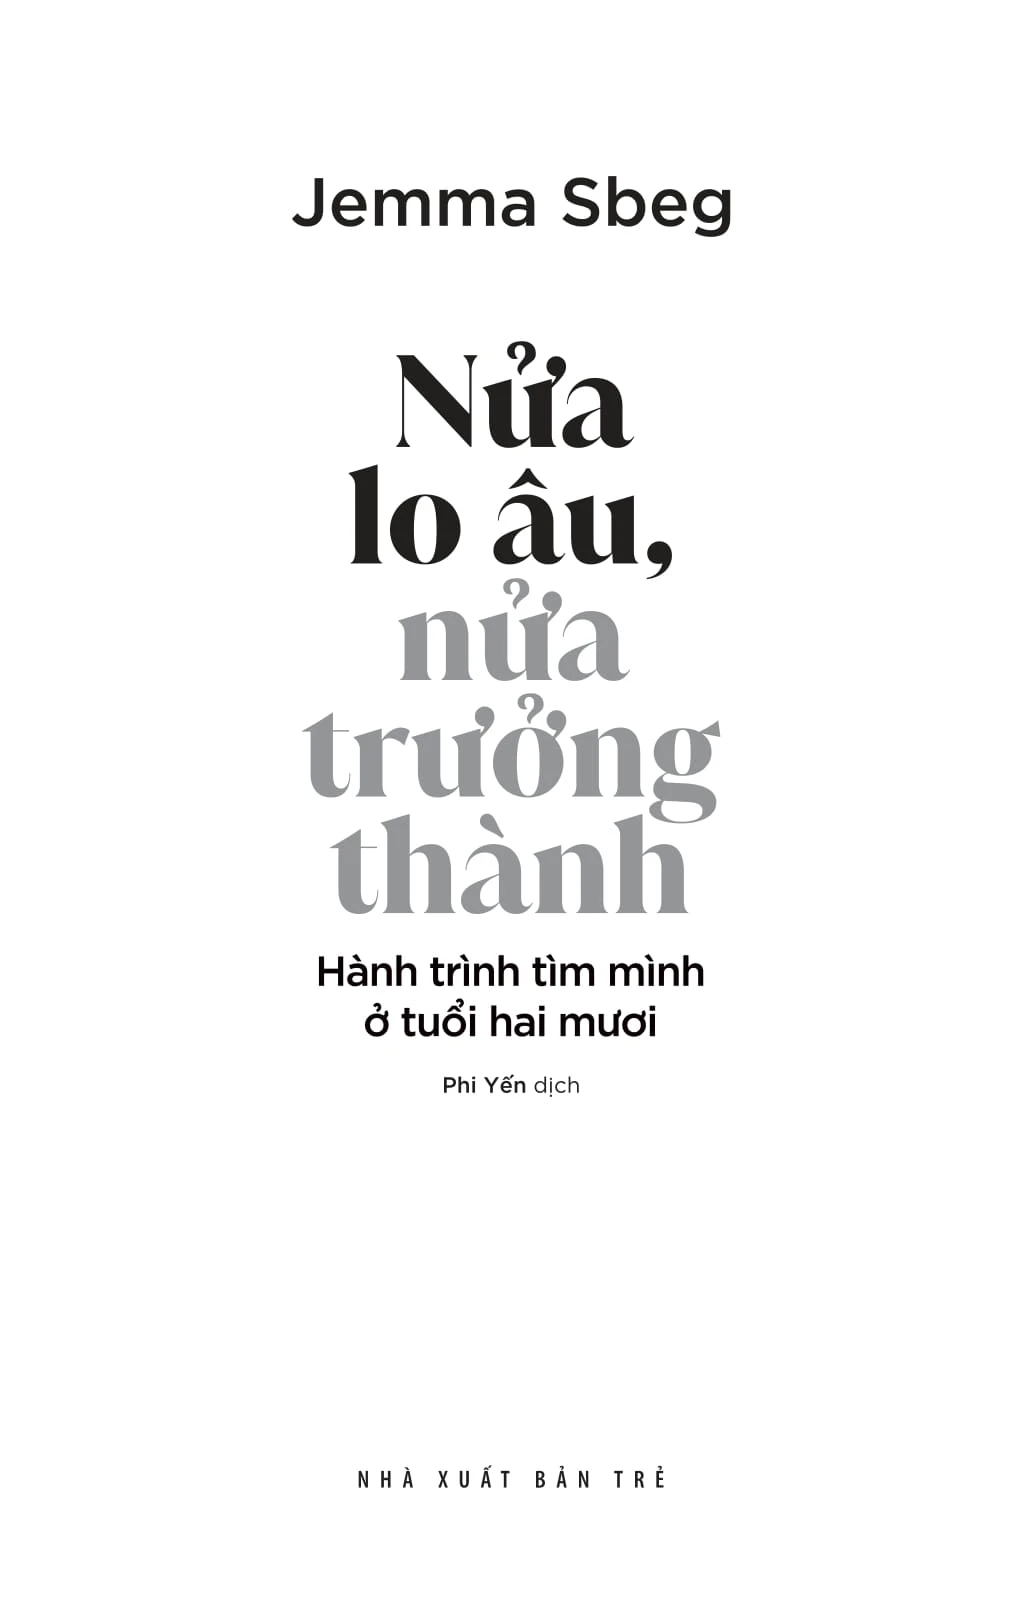 Jemma Sbeg
Nửa
lo âu,
nửa
trưởng
thành
Hành trình tìm mình
ở tuổi hai mươi
Phi Yến dịch
NHÀ XUẤT BẢN TRẺ